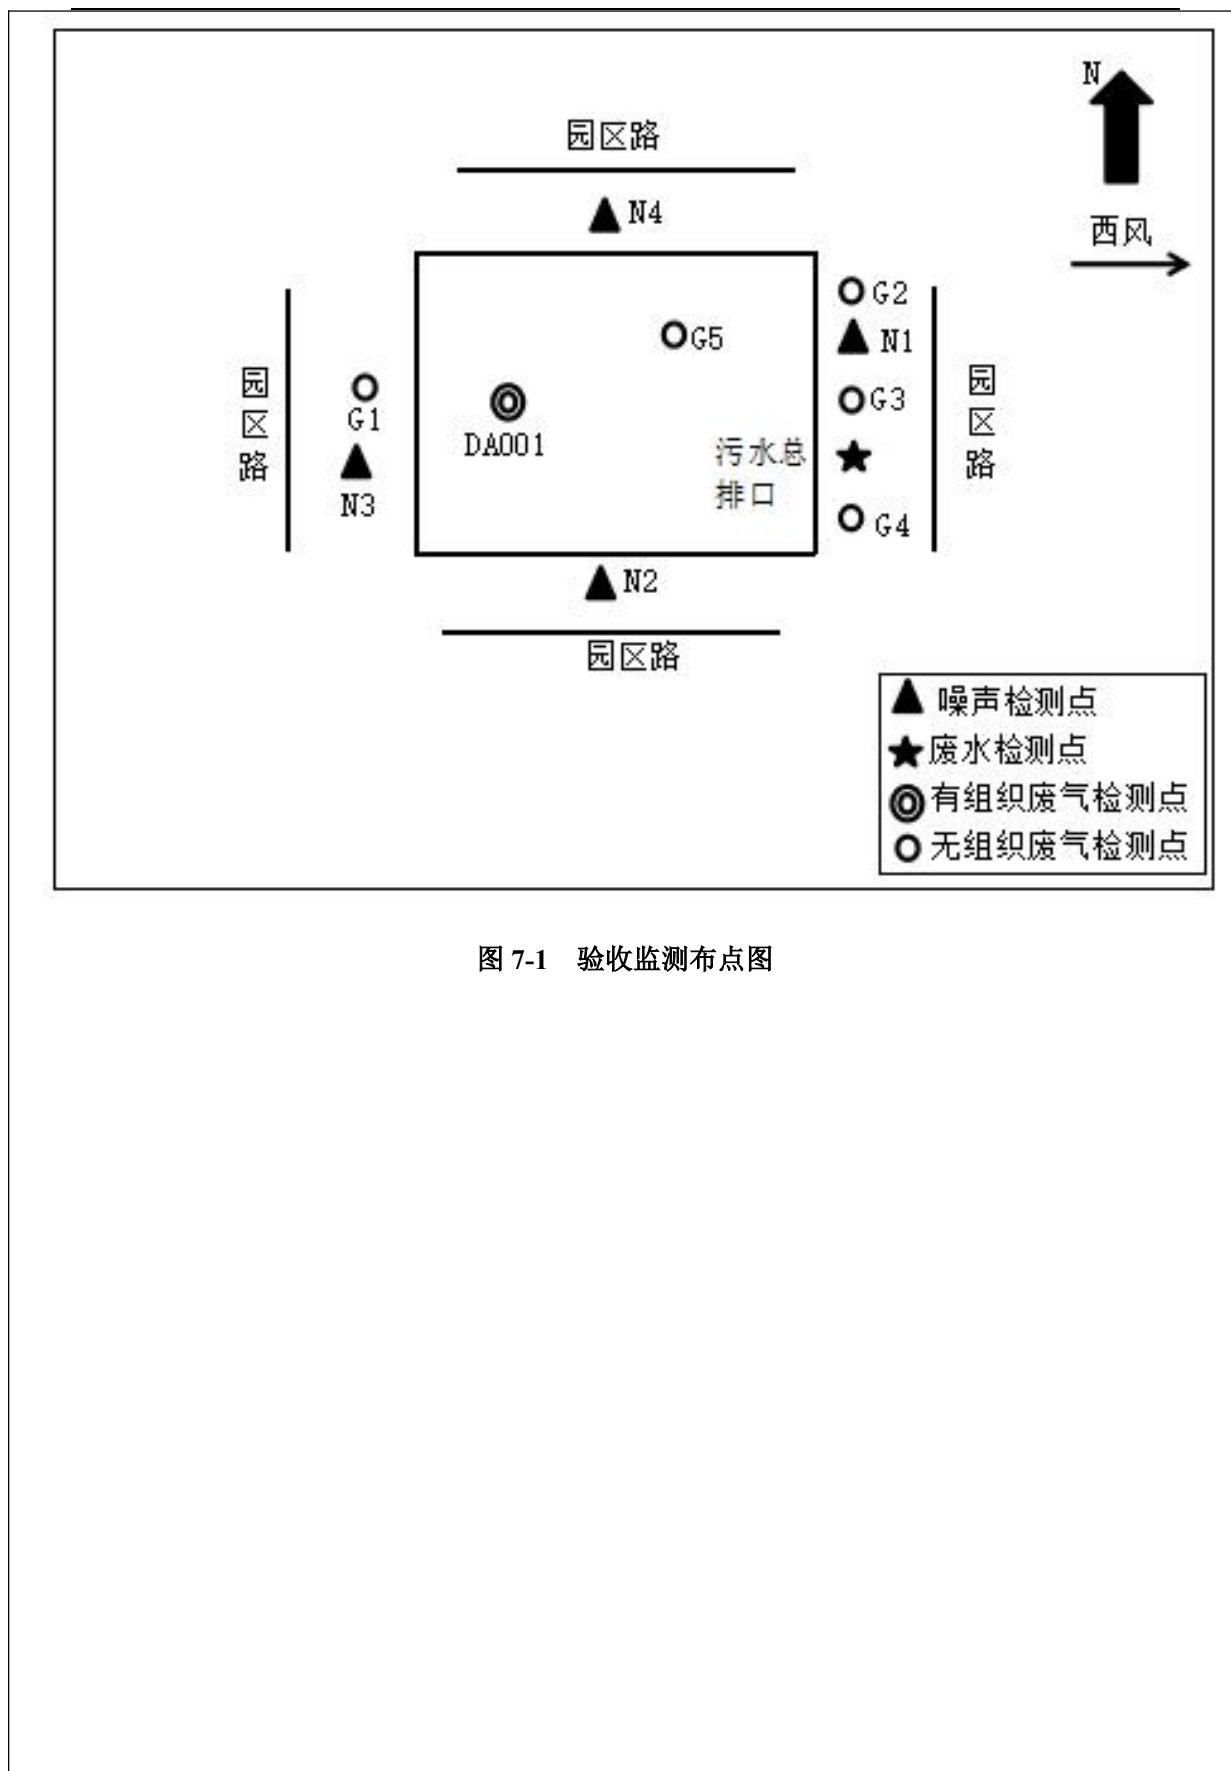 N
园区路
N4
西风
G2
G5
N1
园区路
G1
DA001
G3
园区路
污水总
排口
N3
G4
N2
园区路
噪声检测点
废水检测点
有组织废气检测点
无组织废气检测点
图 7-1 验收监测布点图